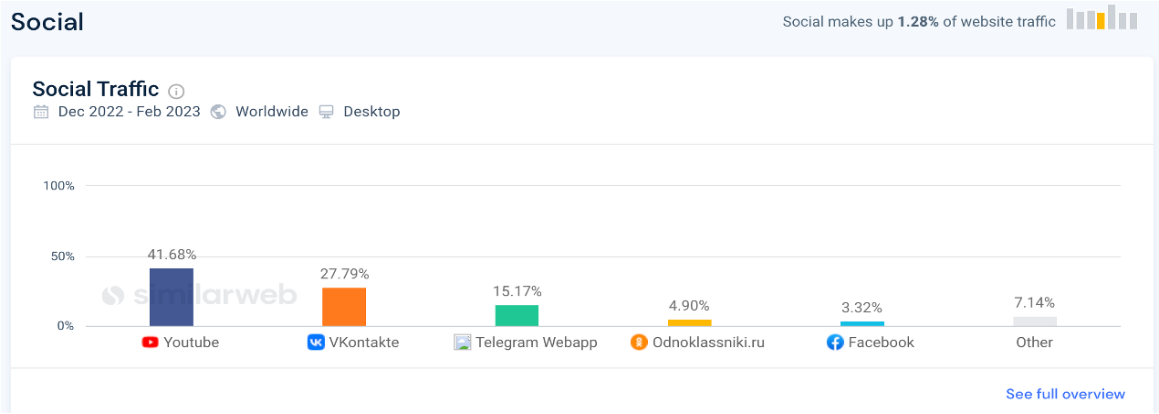 Social
Social makes up 1.28% of website traffic
Social Traffic
Dec 2022 - Feb 2023 Worldwide Desktop
100%
50%
0%
41.68%
27.79%
15.17%
4.90%
3.32%
7.14%
similarweb
Youtube VKontakte Telegram Webapp Odnoklassniki.ru Facebook Other
See full overview